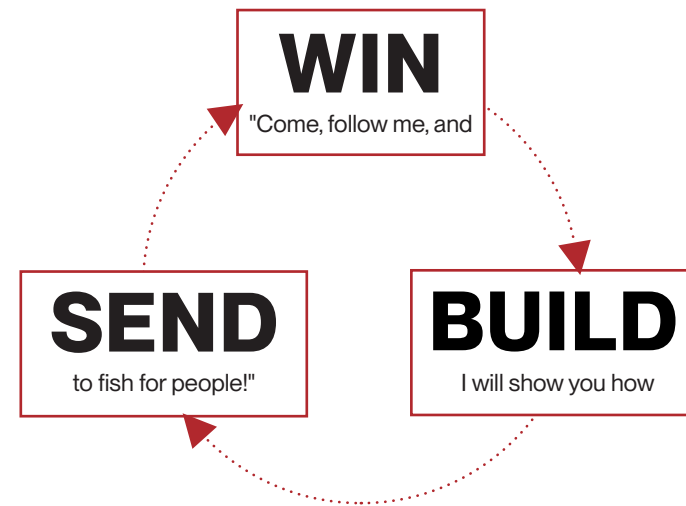 WIN
"Come, follow me, and
BUILD
I will show you how
SEND
to fish for people!"